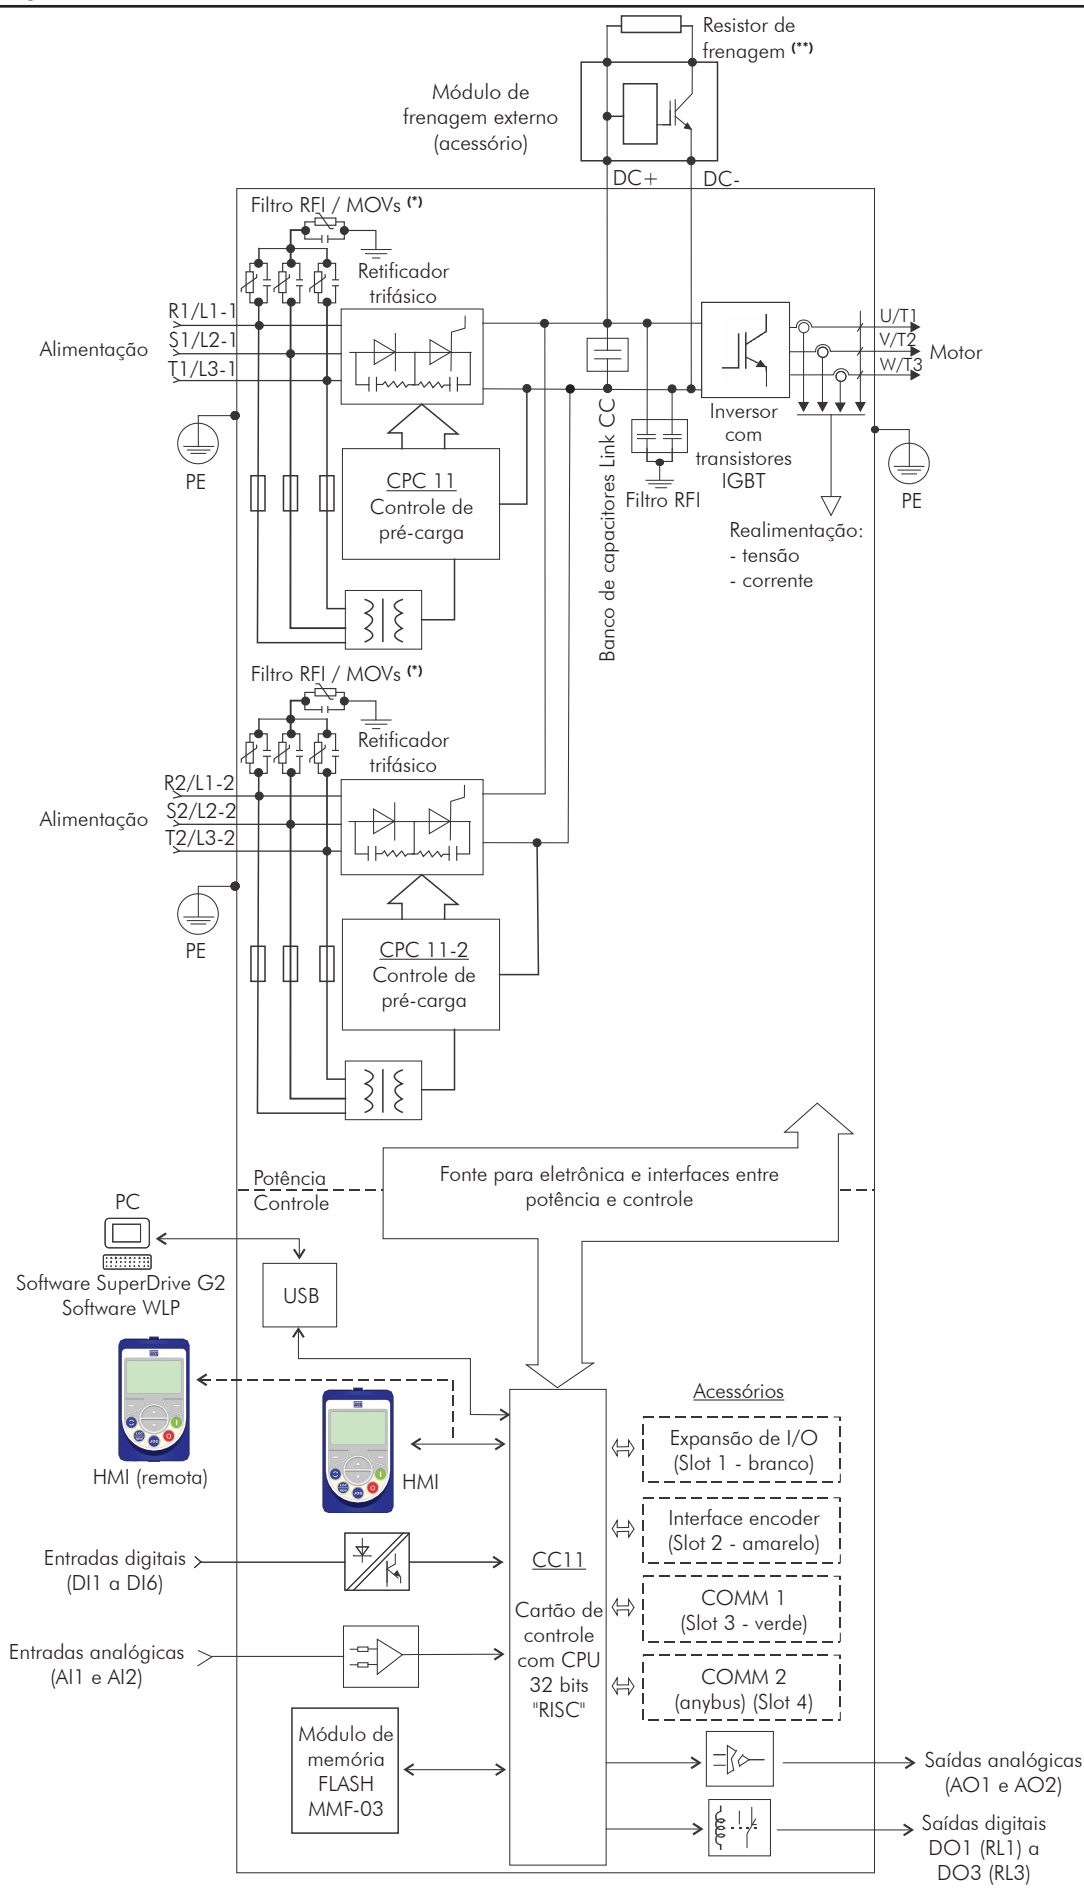 Resistor de
frenagem (**)
Módulo de
frenagem externo
(acessório)
DC+
DC-
Filtro RFI / MOVs (*)
Retificador
trifásico
R1/L1-1
S1/L2-1
T1/L3-1
Alimentação
PE
CPC 11
Controle de
pré-carga
Banco de capacitores Link CC
Filtro RFI
Inversor
com
transistores
IGBT
U/T1
V/T2
W/T3
Motor
PE
Realimentação:
- tensão
- corrente
Filtro RFI / MOVs (*)
Retificador
trifásico
R2/L1-2
S2/L2-2
T2/L3-2
Alimentação
PE
CPC 11-2
Controle de
pré-carga
Potência
Controle
Fonte para eletrônica e interfaces entre
potência e controle
PC
Software SuperDrive G2
Software WLP
USB
HMI (remota)
HMI
Entradas digitais
(DI1 a DI6)
Entradas analógicas
(AI1 e AI2)
Módulo de
memória
FLASH
MMF-03
CC11
Cartão de
controle
com CPU
32 bits
"RISC"
Acessórios
Expansão de I/O
(Slot 1 - branco)
Interface encoder
(Slot 2 - amarelo)
COMM 1
(Slot 3 - verde)
COMM 2
(anybus) (Slot 4)
Saídas analógicas
(AO1 e AO2)
Saídas digitais
DO1 (RL1) a
DO3 (RL3)